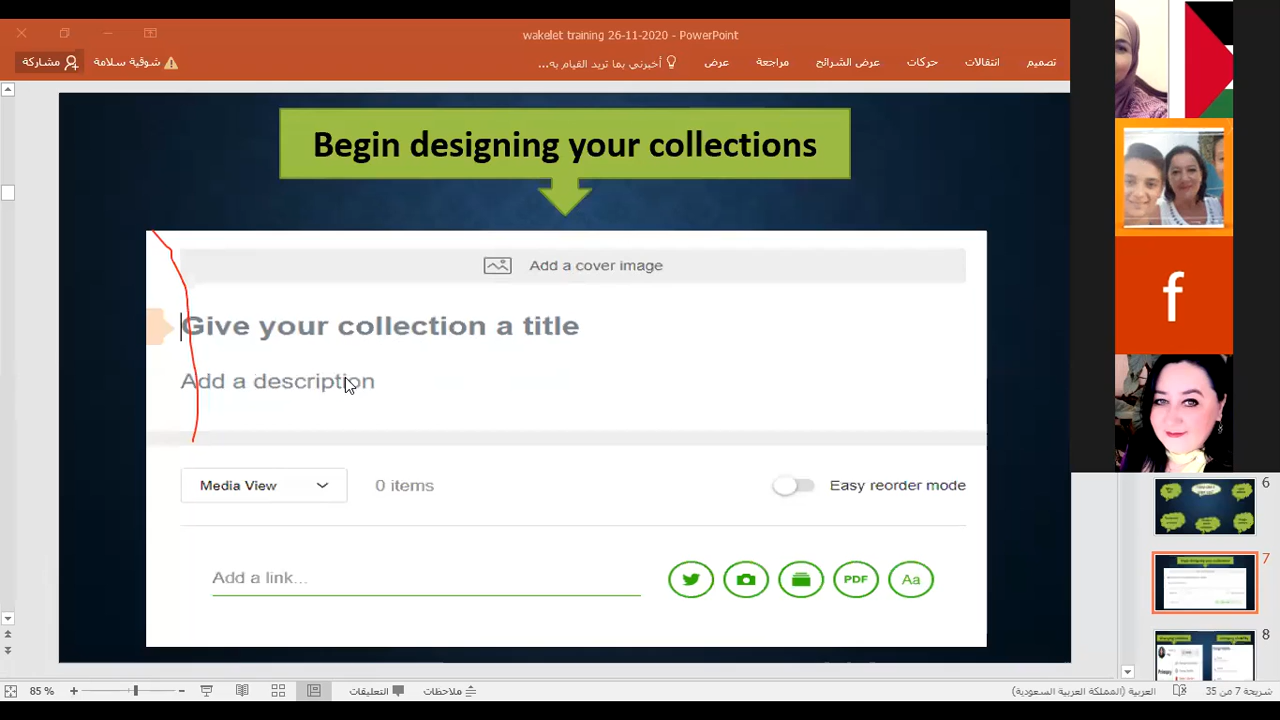 wakelet training 26-11-2020 - PowerPoint
مشاركة
شوقية سلامة
أخبرني بما تريد القيام به...
عرض
مراجعة
عرض الشرائح
حركات
انتقالات
تصميم
Begin designing your collections
Add a cover image
Give your collection a title
Add a description
Media View
0 items
Easy reorder mode
Add a link...
PDF
Aa
f
6
7
8
85 %
التعليقات
ملاحظات
العربية (المملكة العربية السعودية)
شريحة 7 من 35